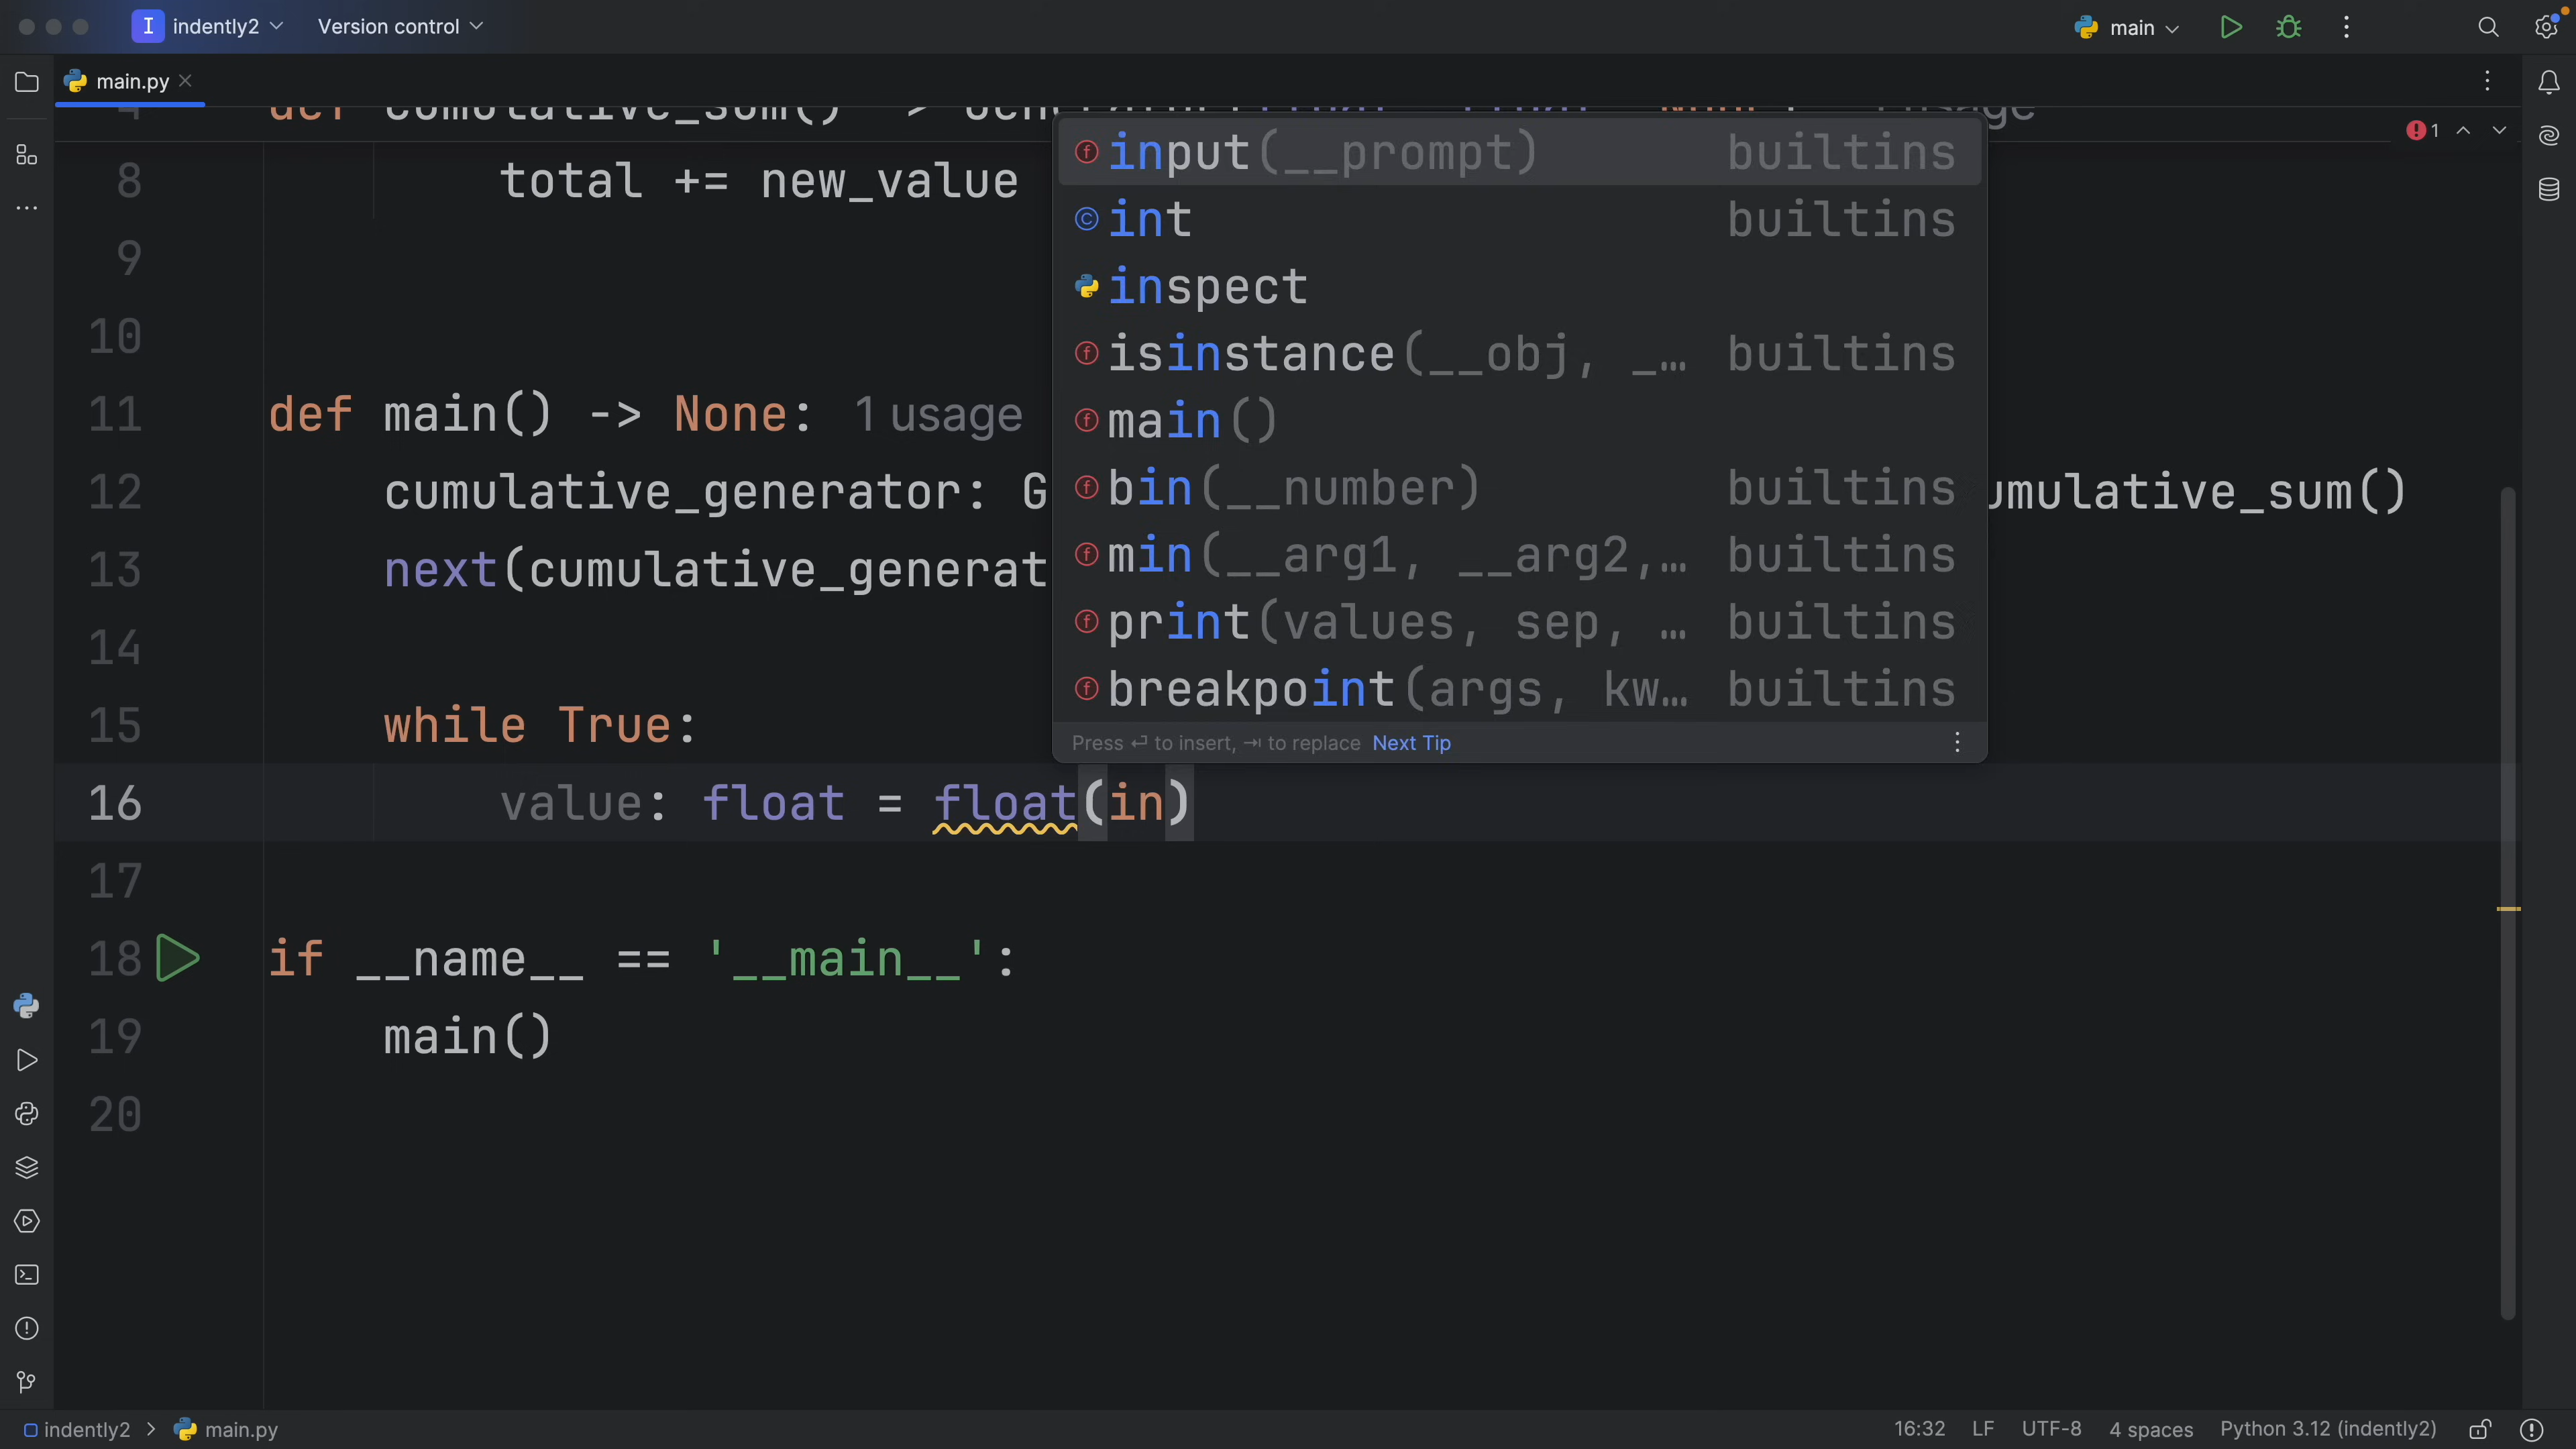 I indently2 Version control main
main.py
def cumulative_sum()
1
8 total += new_value
9
10
11 def main() -> None: 1 usage
12 cumulative_generator: G umulative_sum()
13 next(cumulative_generat
14
15 while True:
16 value: float = float(in)
17
18 if __name__ == '__main__':
19 main()
20
input(__prompt) builtins
int builtins
inspect
isinstance(__obj, _… builtins
main()
bin(__number) builtins
min(__arg1, __arg2,… builtins
print(values, sep, … builtins
breakpoint(args, kw… builtins
Press ⏎ to insert, ⇥ to replace Next Tip
indently2 > main.py 16:32 LF UTF-8 4 spaces Python 3.12 (indently2)